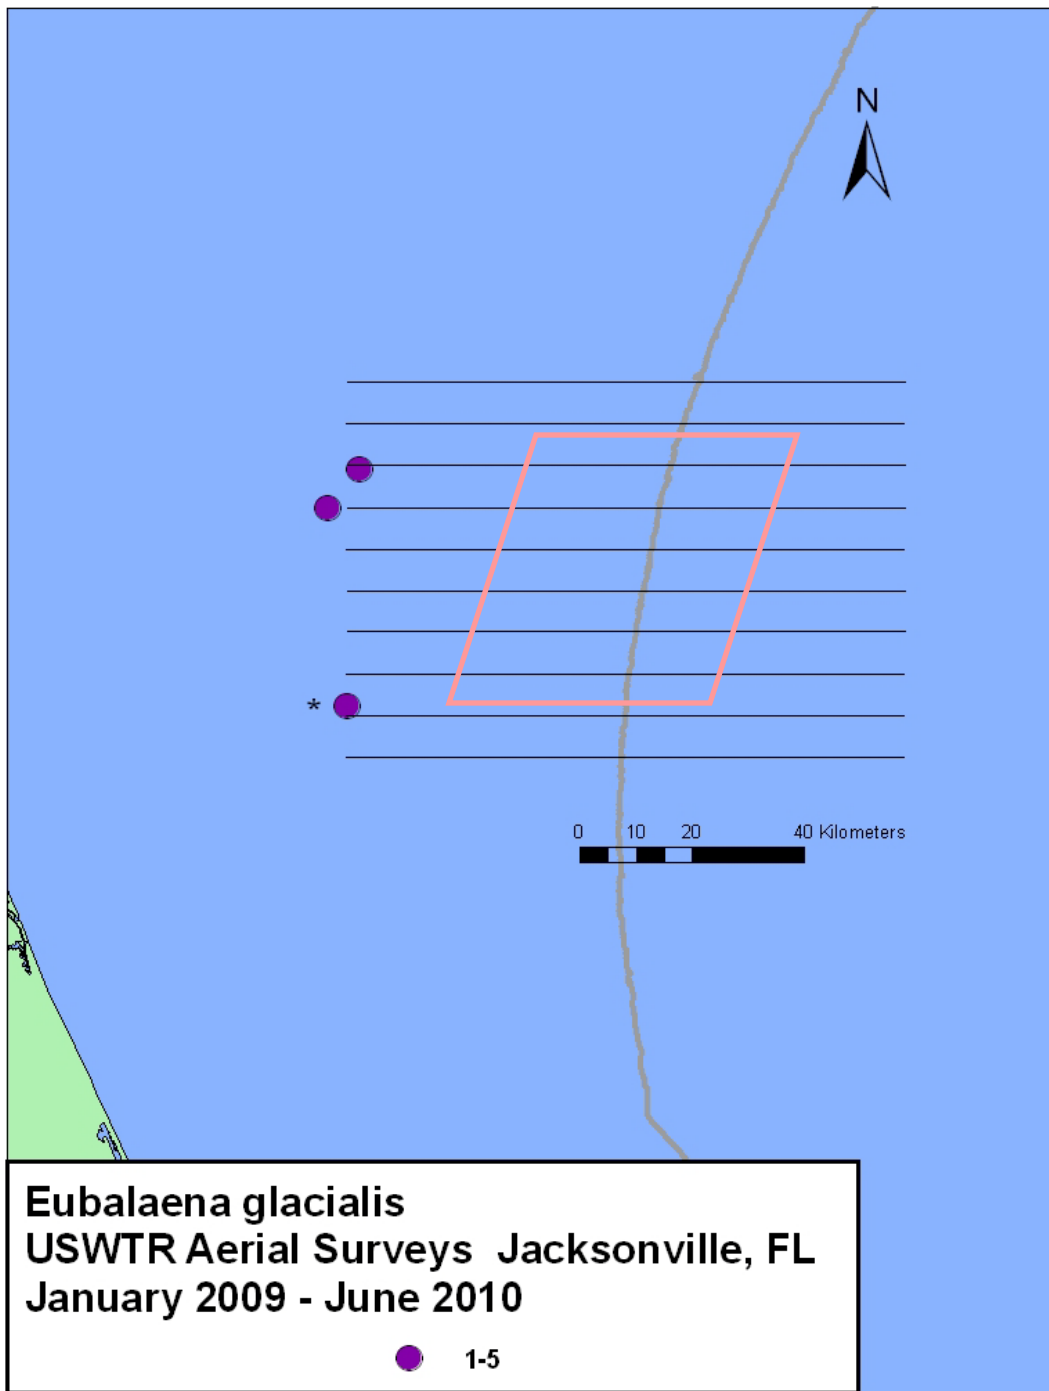 N
*
0 10 20 40 Kilometers
Eubalaena glacialis
USWTR Aerial Surveys Jacksonville, FL
January 2009 - June 2010
1-5